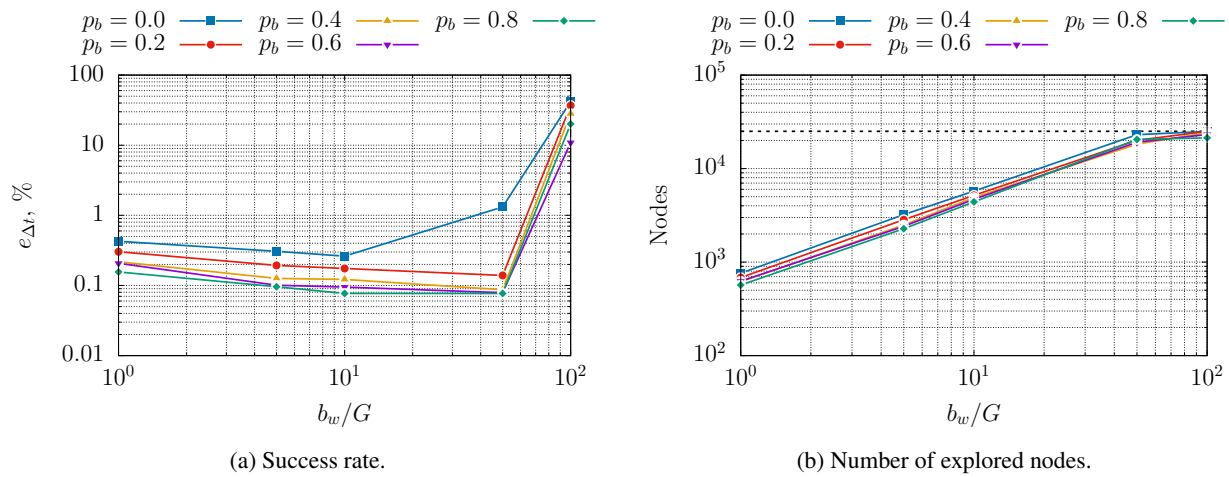 p_b = 0.0 p_b = 0.4 p_b = 0.8
p_b = 0.2 p_b = 0.6
100
10
1
0.1
0.01
e_{Δt}, %
10^0 10^1 10^2
b_w/G
(a) Success rate.
p_b = 0.0 p_b = 0.4 p_b = 0.8
p_b = 0.2 p_b = 0.6
10^5
10^4
10^3
10^2
Nodes
10^0 10^1 10^2
b_w/G
(b) Number of explored nodes.